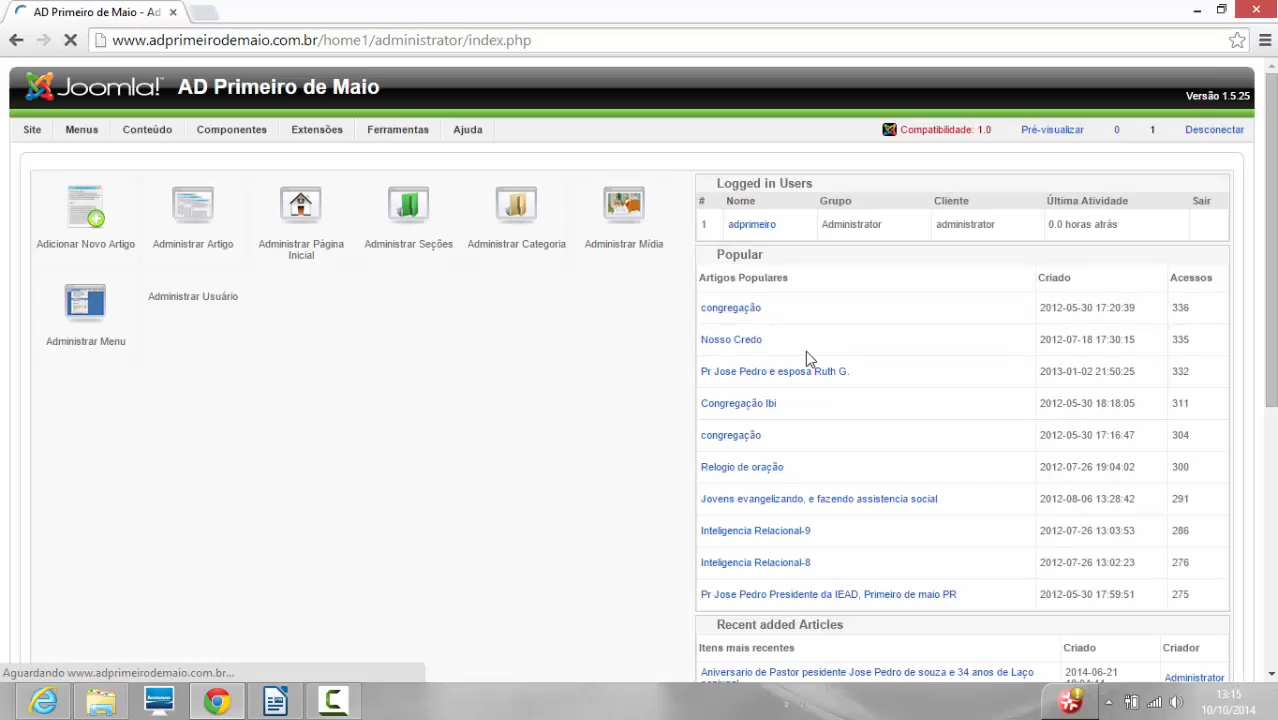 AD Primeiro de Maio - Ad
www.adprimeirodemaio.com.br/home1/administrator/index.php
Joomla! AD Primeiro de Maio
Versão 1.5.25
Site Menus Conteúdo Componentes Extensões Ferramentas Ajuda Compatibilidade: 1.0 Pré-visualizar 0 1 Desconectar
Adicionar Novo Artigo Administrar Artigo Administrar Página Inicial Administrar Seções Administrar Categoria Administrar Mídia
Administrar Menu Administrar Usuário
Logged in Users
# Nome Grupo Cliente Última Atividade Sair
1 adprimeiro Administrator administrator 0.0 horas atrás
Popular
Artigos Populares Criado Acessos
congregação 2012-05-30 17:20:39 336
Nosso Credo 2012-07-18 17:30:15 335
Pr Jose Pedro e esposa Ruth G. 2013-01-02 21:50:25 332
Congregação Ibi 2012-05-30 18:18:05 311
congregação 2012-05-30 17:16:47 304
Relogio de oração 2012-07-26 19:04:02 300
Jovens evangelizando, e fazendo assistencia social 2012-08-06 13:28:42 291
Inteligencia Relacional-9 2012-07-26 13:03:53 286
Inteligencia Relacional-8 2012-07-26 13:02:23 276
Pr Jose Pedro Presidente da IEAD, Primeiro de maio PR 2012-05-30 17:59:51 275
Recent added Articles
Itens mais recentes Criado Criador
Aniversario de Pastor pesidente Jose Pedro de souza e 34 anos de Laço 2014-06-21 Administrator
Aguardando www.adprimeirodemaio.com.br...
13:15
10/10/2014